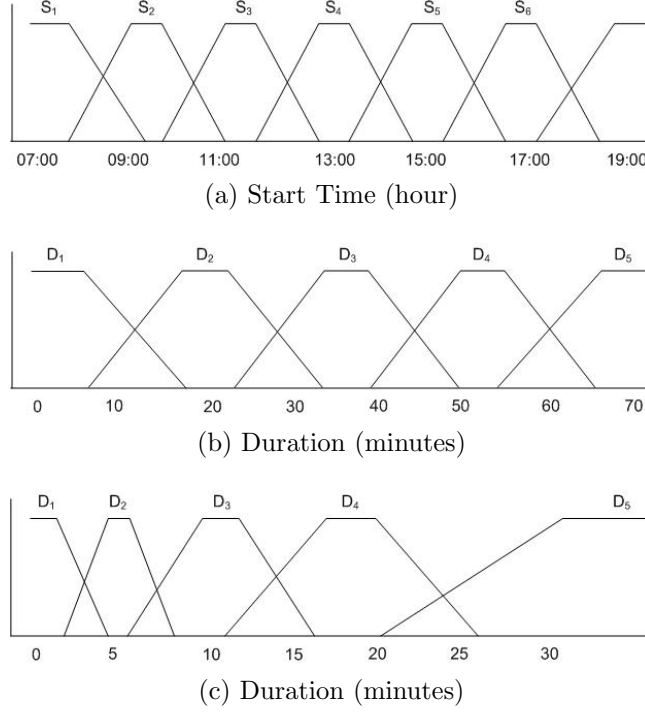 S₁ S₂ S₃ S₄ S₅ S₆
07:00 09:00 11:00 13:00 15:00 17:00 19:00
(a) Start Time (hour)
D₁ D₂ D₃ D₄ D₅
0 10 20 30 40 50 60 70
(b) Duration (minutes)
D₁ D₂ D₃ D₄ D₅
0 5 10 15 20 25 30
(c) Duration (minutes)